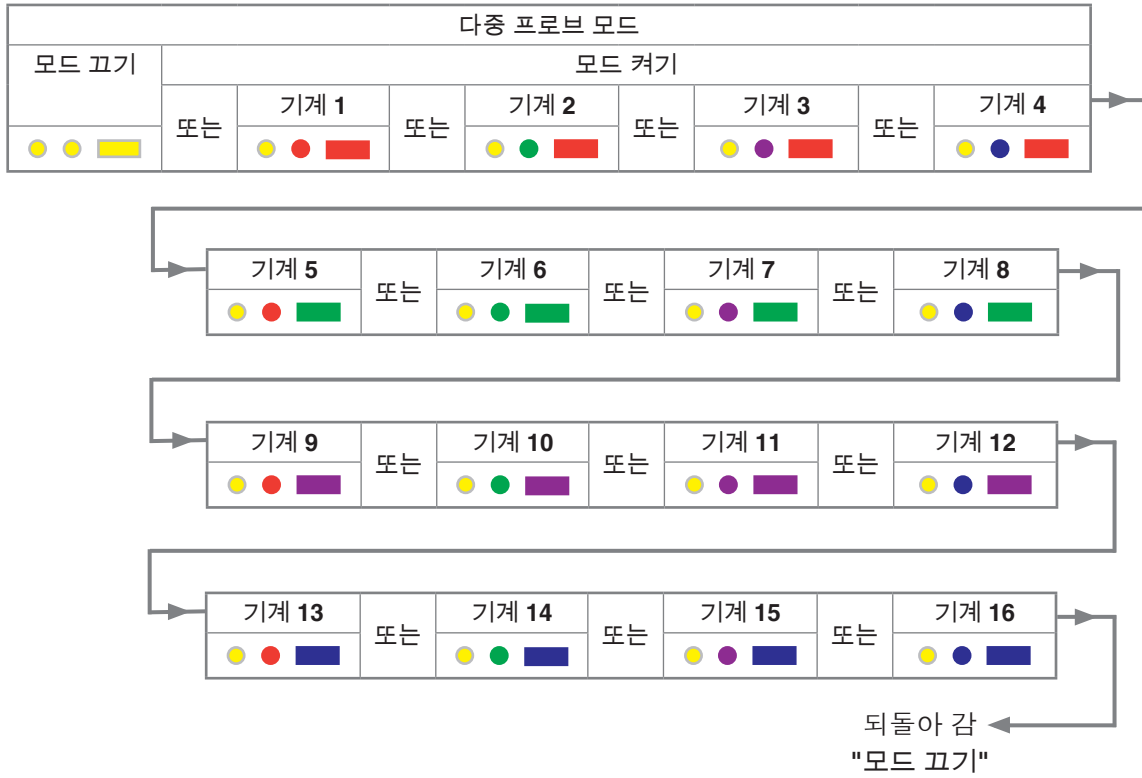 다중 프로브 모드
모드 끄기 모드 켜기
또는 기계 1 또는 기계 2 또는 기계 3 또는 기계 4
기계 5 또는 기계 6 또는 기계 7 또는 기계 8
기계 9 또는 기계 10 또는 기계 11 또는 기계 12
기계 13 또는 기계 14 또는 기계 15 또는 기계 16
되돌아 감
"모드 끄기"